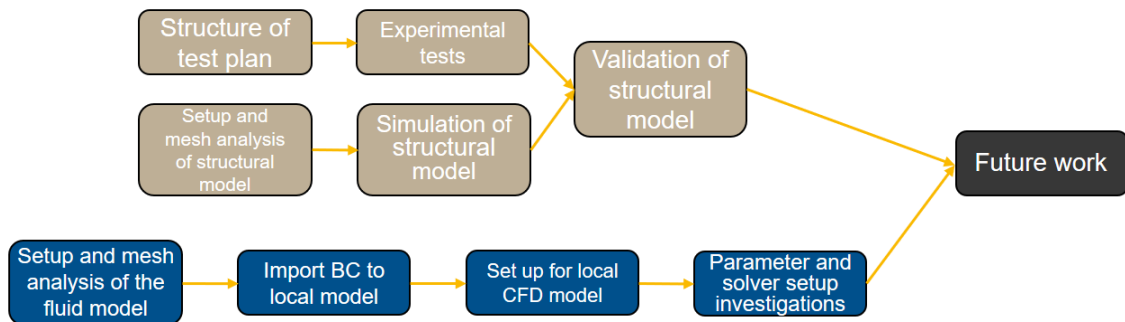 Structure of
test plan
Experimental
tests
Setup and
mesh analysis
of structural
model
Simulation of
structural
model
Validation of
structural
model
Future work
Setup and mesh
analysis of the
fluid model
Import BC to
local model
Set up for local
CFD model
Parameter and
solver setup
investigations